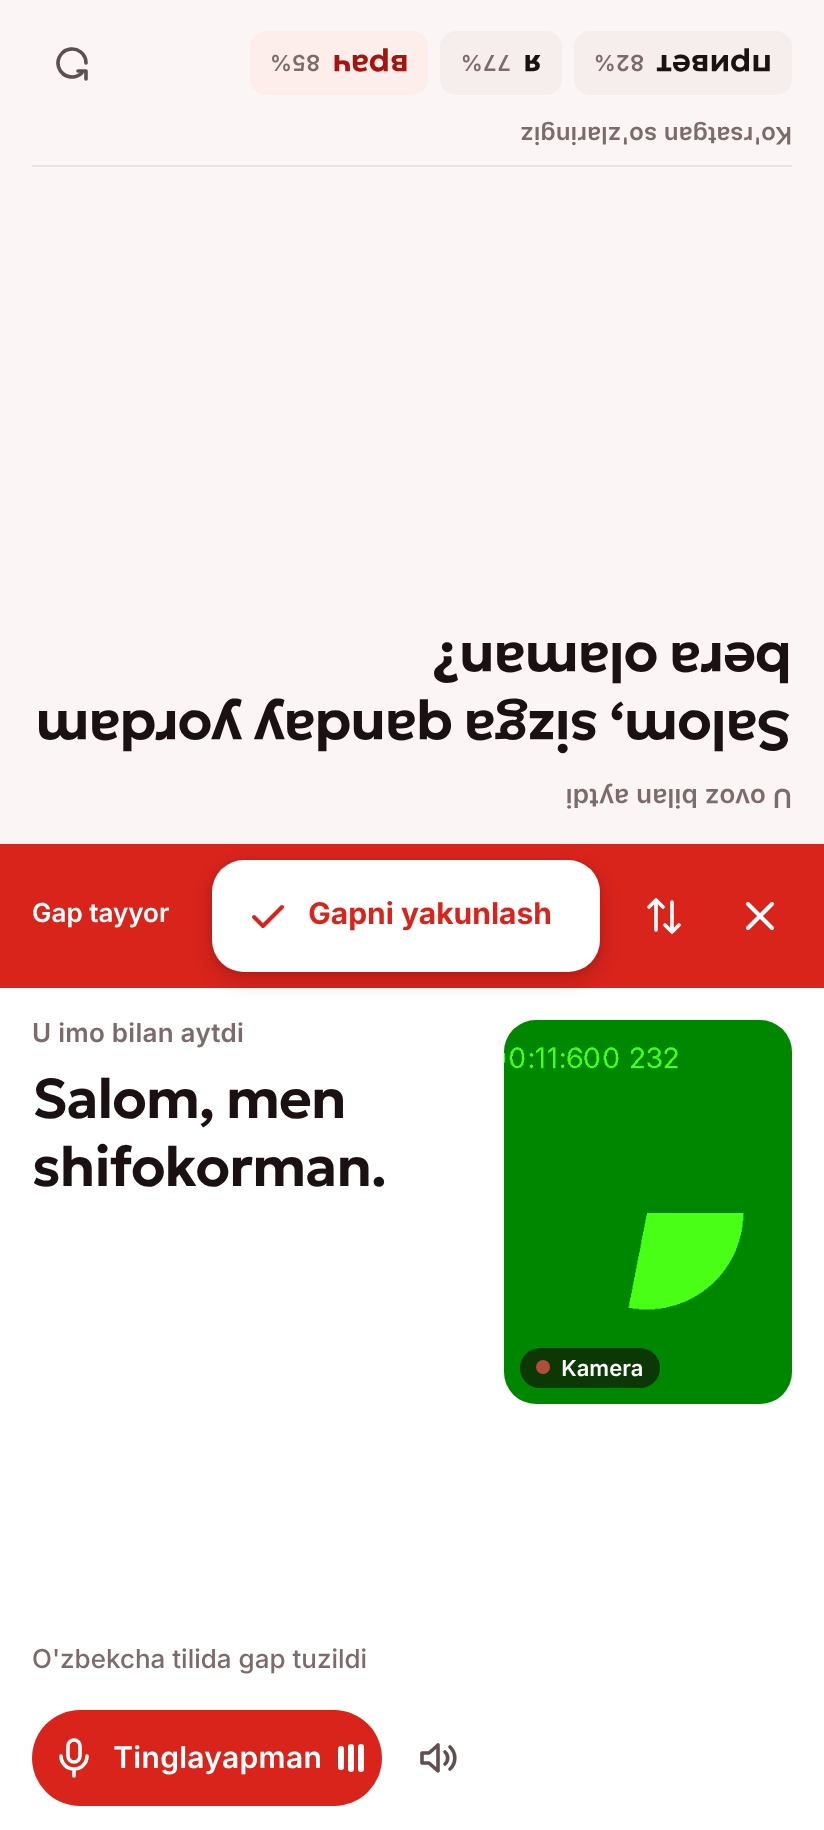 Ko'rsatgan so'zlaringiz
привет 82% я 77% врач 85%
U ovoz bilan aytdi
Salom, sizga qanday yordam
bera olaman?
Gap tayyor
Gapni yakunlash
U imo bilan aytdi
Salom, men
shifokorman.
0:11:600 232
Kamera
O'zbekcha tilida gap tuzildi
Tinglayapman